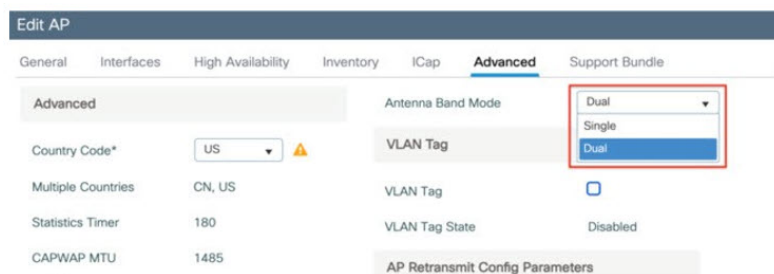 Edit AP
General Interfaces High Availability Inventory ICap Advanced Support Bundle
Advanced
Country Code* US
Multiple Countries CN, US
Statistics Timer 180
CAPWAP MTU 1485
Antenna Band Mode Dual
Single
Dual
VLAN Tag
VLAN Tag
VLAN Tag State Disabled
AP Retransmit Config Parameters